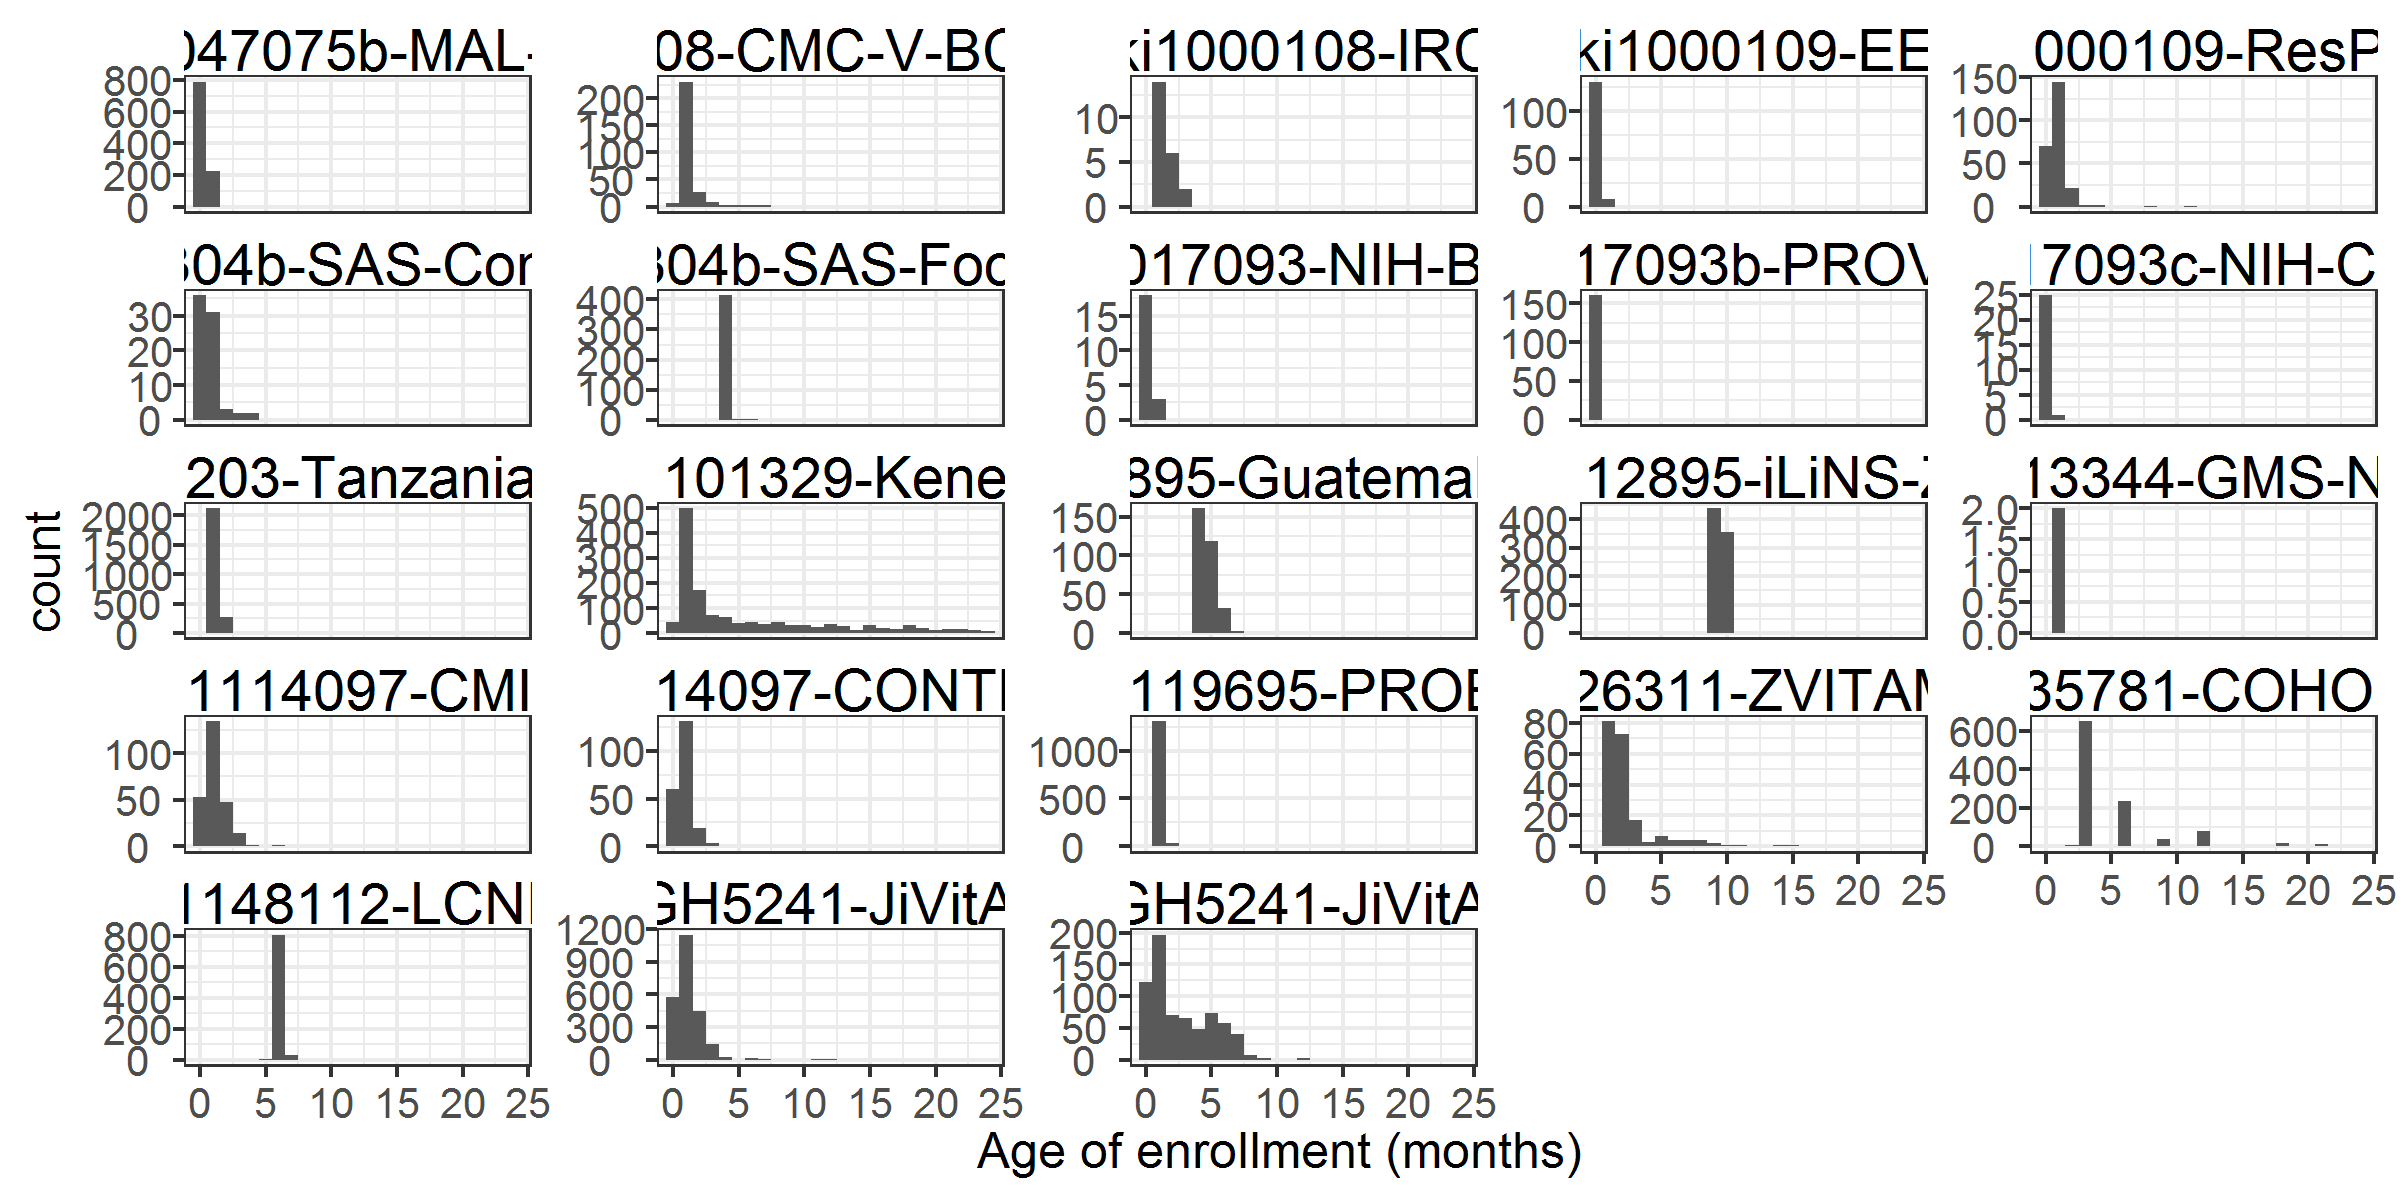 047075b-MAL- 08-CMC-V-BC ki1000108-IRC ki1000109-EE 000109-ResP
800 600 400 200 0
200 150 100 50 0
10 5 0
100 50 0
150 100 50 0
304b-SAS-Con 304b-SAS-Foo 017093-NIH-B 17093b-PROV 7093c-NIH-C
30 20 10 0
400 300 200 100 0
15 10 5 0
150 100 50 0
25 20 15 10 5 0
203-Tanzania 101329-Kene 895-Guatemal 12895-iLiNS-Z 13344-GMS-N
2000 1500 1000 500 0
500 400 300 200 100 0
150 100 50 0
400 300 200 100 0
2.0 1.5 1.0 0.5 0.0
count
1114097-CMI 14097-CONTI 119695-PROB 26311-ZVITAM 35781-COHO
100 50 0
100 50 0
1000 500 0
80 60 40 20 0
600 400 200 0
0 5 10 15 20 25
0 5 10 15 20 25
1148112-LCNI GH5241-JiVitA GH5241-JiVitA
800 600 400 200 0
1200 900 600 300 0
200 150 100 50 0
0 5 10 15 20 25
0 5 10 15 20 25
0 5 10 15 20 25
Age of enrollment (months)